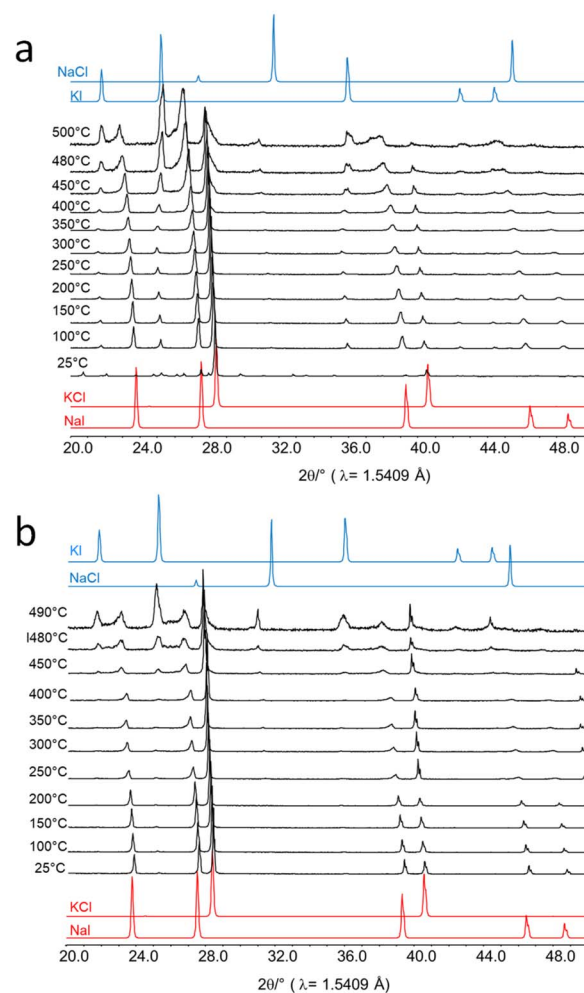 a
NaCl
KI
500°C
480°C
450°C
400°C
350°C
300°C
250°C
200°C
150°C
100°C
25°C
KCl
NaI
20.0 24.0 28.0 32.0 36.0 40.0 44.0 48.0
2θ/° ( λ= 1.5409 Å)
b
KI
NaCl
490°C
I480°C
450°C
400°C
350°C
300°C
250°C
200°C
150°C
100°C
25°C
KCl
NaI
20.0 24.0 28.0 32.0 36.0 40.0 44.0 48.0
2θ/° ( λ= 1.5409 Å)